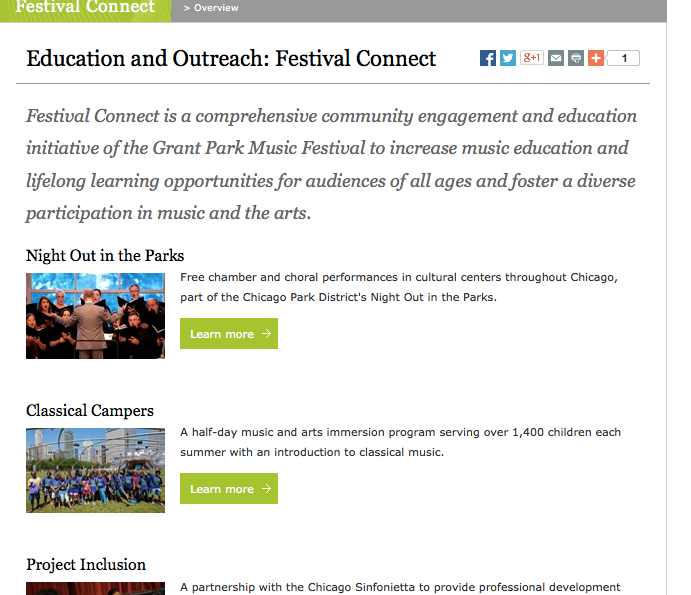 Festival Connect
> Overview
Education and Outreach: Festival Connect
g+1
1
Festival Connect is a comprehensive community engagement and education
initiative of the Grant Park Music Festival to increase music education and
lifelong learning opportunities for audiences of all ages and foster a diverse
participation in music and the arts.
Night Out in the Parks
Free chamber and choral performances in cultural centers throughout Chicago,
part of the Chicago Park District's Night Out in the Parks.
Learn more
Classical Campers
A half-day music and arts immersion program serving over 1,400 children each
summer with an introduction to classical music.
Learn more
Project Inclusion
A partnership with the Chicago Sinfonietta to provide professional development